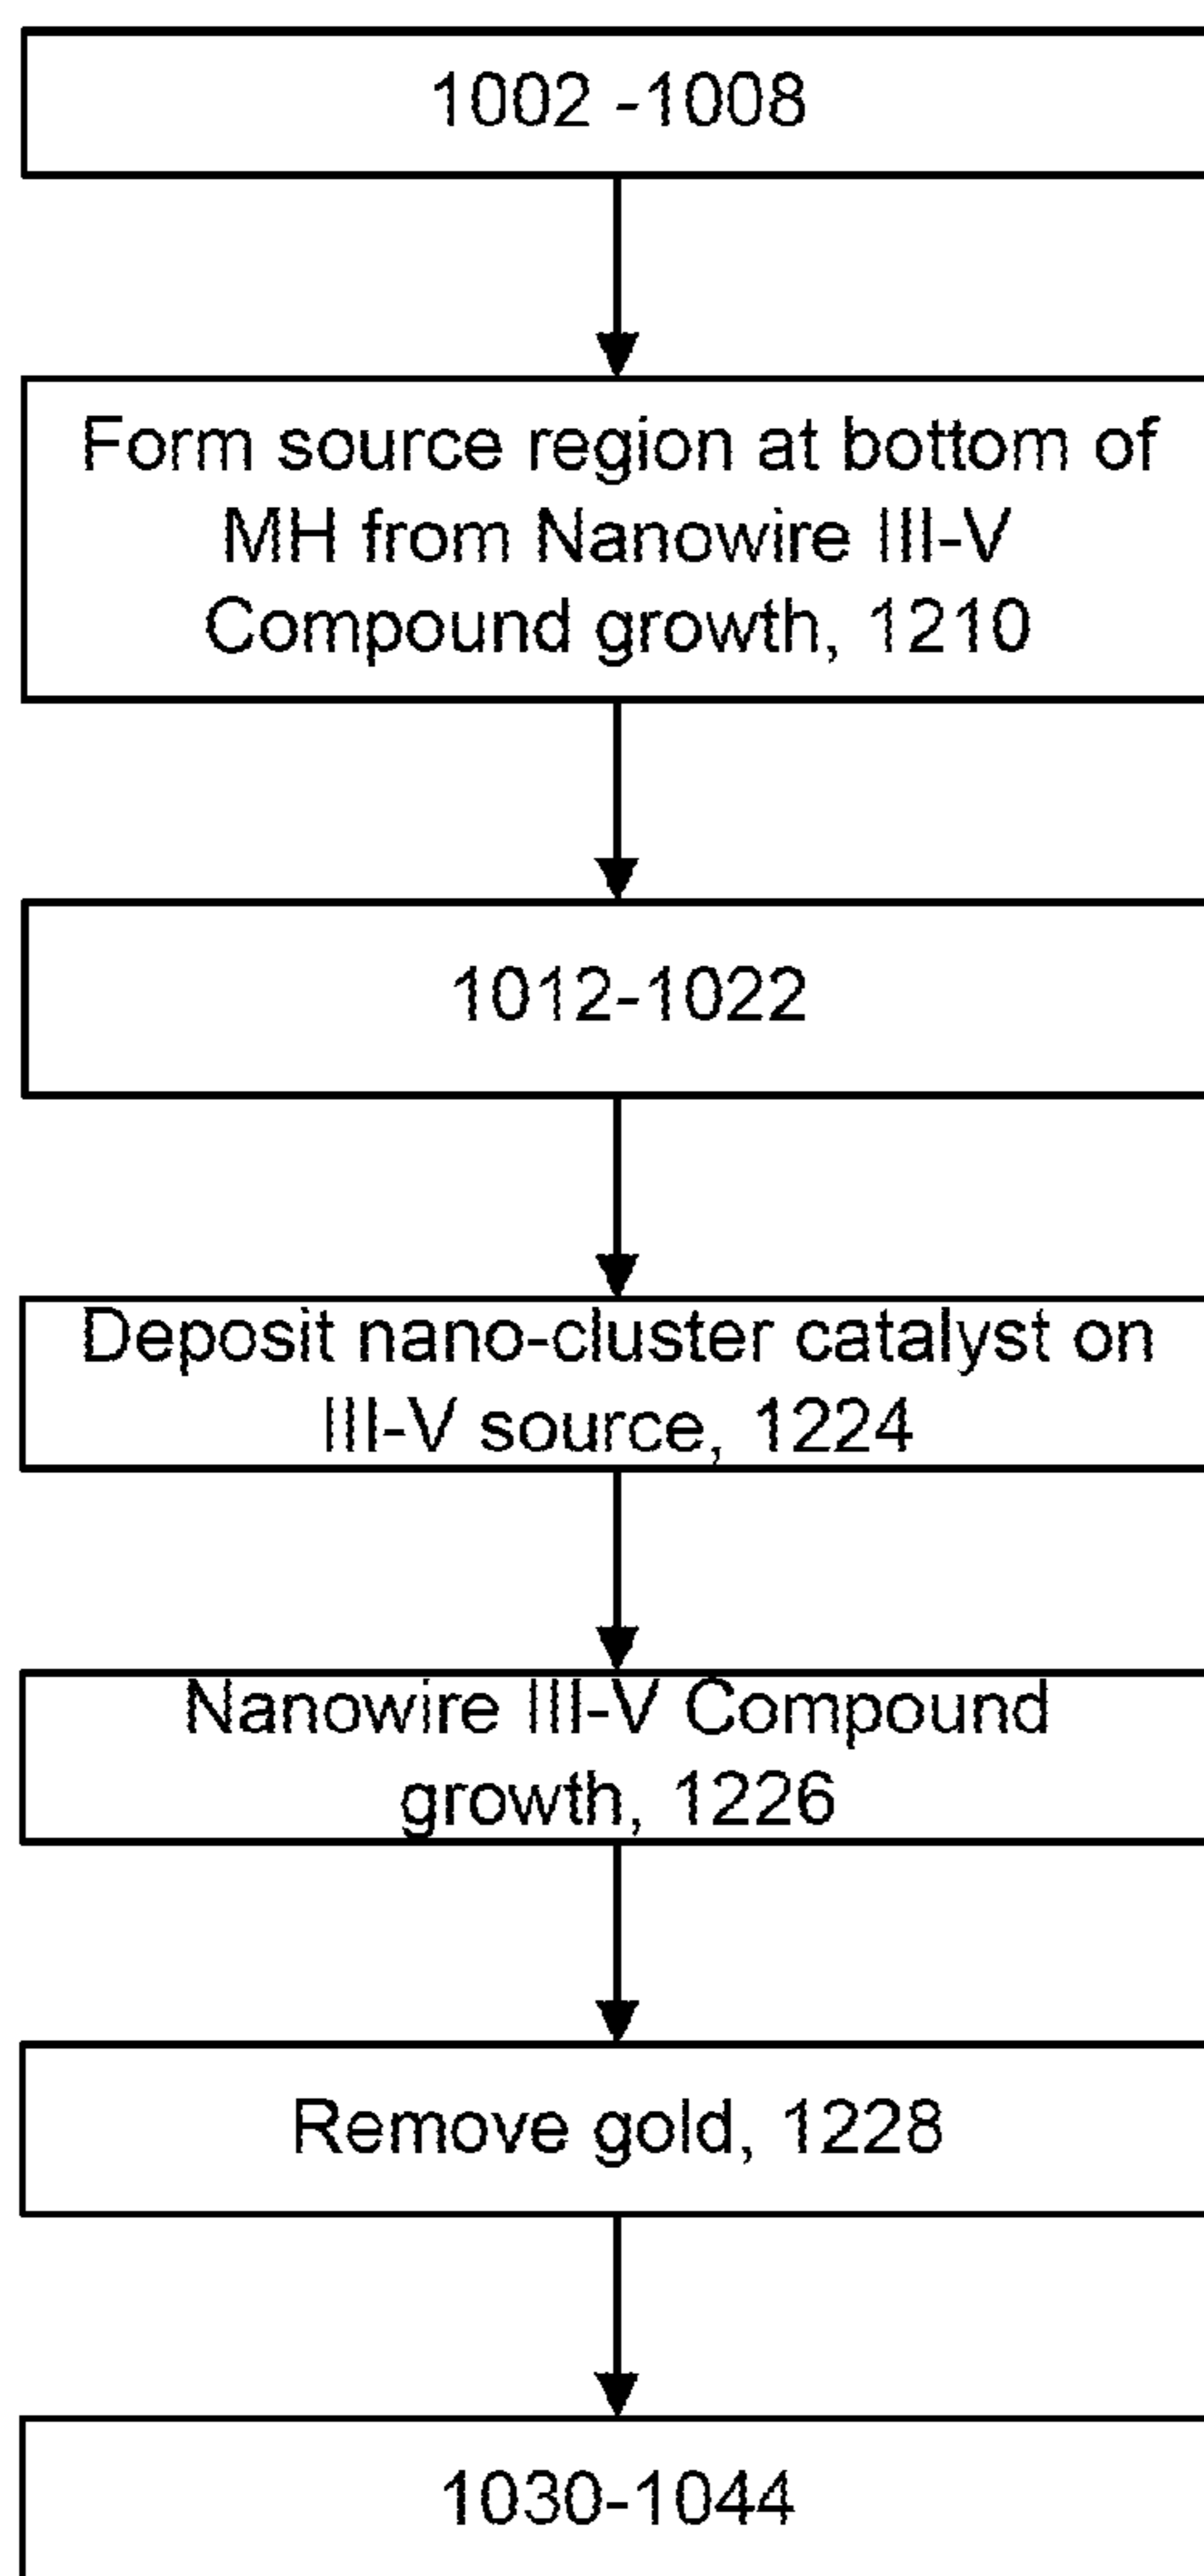 1002 -1008
Form source region at bottom of
MH from Nanowire III-V
Compound growth, 1210
1012-1022
Deposit nano-cluster catalyst on
III-V source, 1224
Nanowire III-V Compound
growth, 1226
Remove gold, 1228
1030-1044